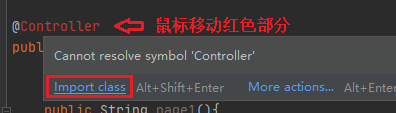 @Controller 鼠标移动红色部分
publ
Cannot resolve symbol 'Controller'
Import class Alt+Shift+Enter More actions... Alt+Enter
public String page1(){